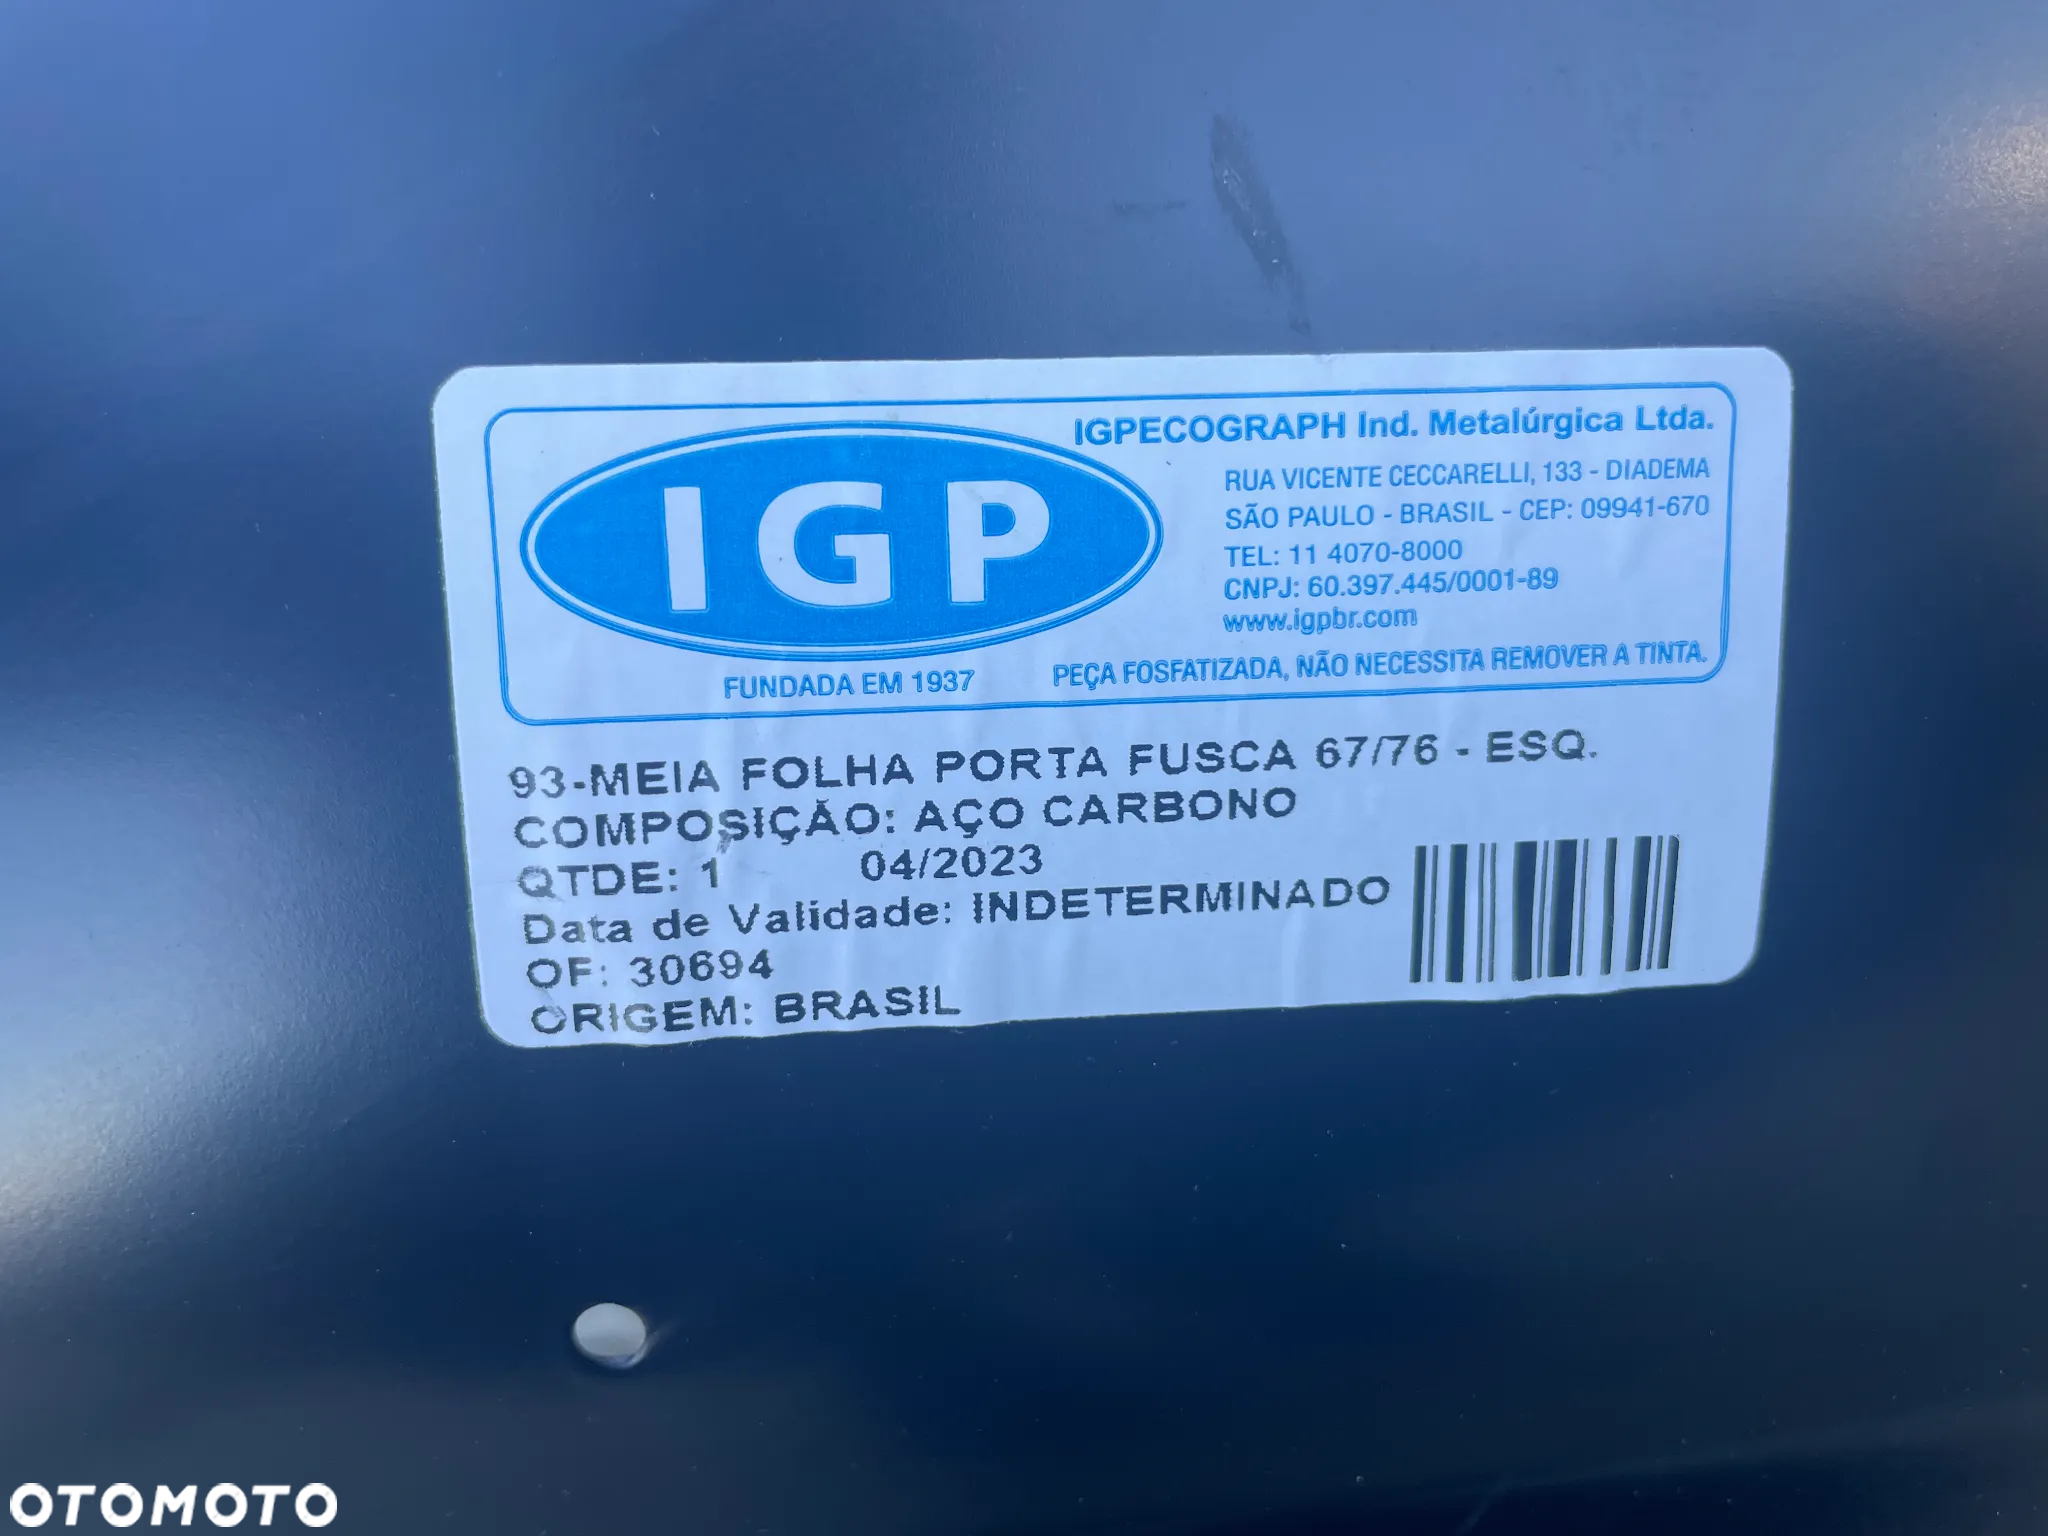 IGP
IGPECOGRAPH Ind. Metalúrgica Ltda.
RUA VICENTE CECCARELLI, 133 - DIADEMA
SÃO PAULO - BRASIL - CEP: 09941-670
TEL: 11 4070-8000
CNPJ: 60.397.445/0001-89
www.igpbr.com
FUNDADA EM 1937
PEÇA FOSFATIZADA, NÃO NECESSITA REMOVER A TINTA.
93-MEIA FOLHA PORTA FUSCA 67/76 - ESQ.
COMPOSIÇÃO: AÇO CARBONO
QTDE: 1 04/2023
Data de Validade: INDETERMINADO
OF: 30694
ORIGEM: BRASIL
OTOMOTO